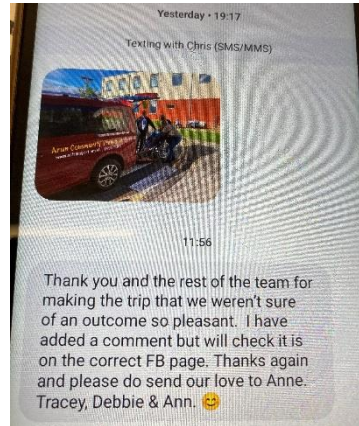 Yesterday • 19:17
Texting with Chris (SMS/MMS)
Arun Community
11:56
Thank you and the rest of the team for
making the trip that we weren't sure
of an outcome so pleasant. I have
added a comment but will check it is
on the correct FB page. Thanks again
and please do send our love to Anne.
Tracey, Debbie & Ann. 😊